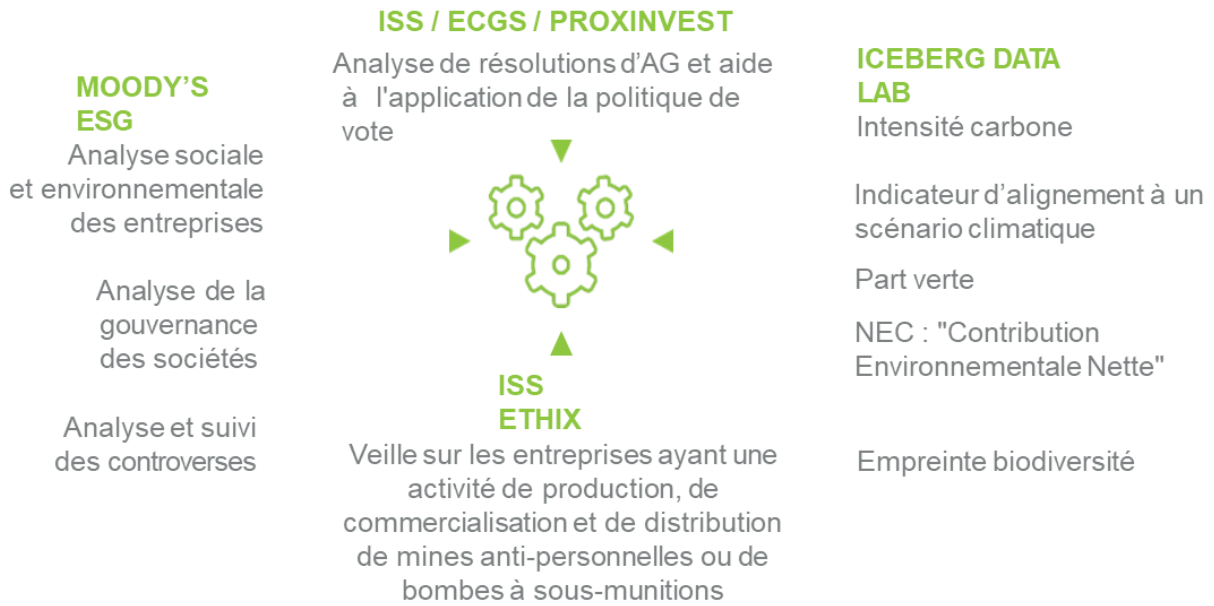 ISS / ECGS / PROXINVEST
Analyse de résolutions d’AG et aide
à l'application de la politique de
vote
MOODY’S
ESG
Analyse sociale
et environnementale
des entreprises
Analyse de la
gouvernance
des sociétés
Analyse et suivi
des controverses
ICEBERG DATA
LAB
Intensité carbone
Indicateur d’alignement à un
scénario climatique
Part verte
NEC : "Contribution
Environnementale Nette"
Empreinte biodiversité
ISS
ETHIX
Veille sur les entreprises ayant une
activité de production, de
commercialisation et de distribution
de mines anti-personnelles ou de
bombes à sous-munitions